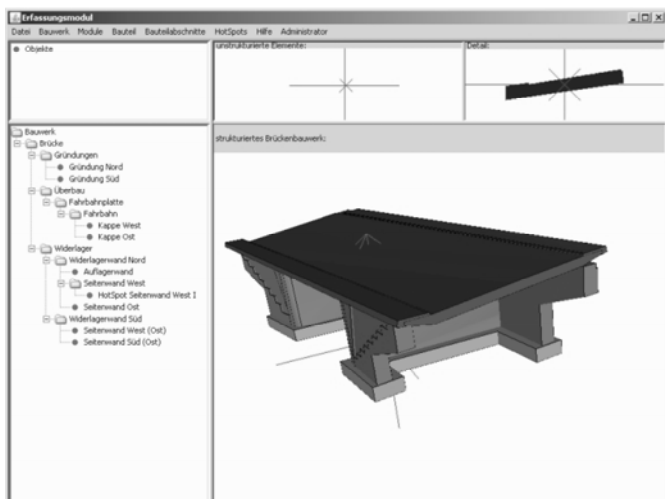 Erfassungsmodul
Datei Bauwerk Module Bauteil Bauteilabschnitte HotSpots Hilfe Administrator
Objekte
unstrukturierte Elemente:
Detail:
strukturiertes Brückenbauwerk:
Bauwerk
Brücke
Gründungen
Gründung Nord
Gründung Süd
Überbau
Fahrbahnplatte
Fahrbahn
Kappe West
Kappe Ost
Widerlager
Widerlagerwand Nord
Auflagerwand
Seitenwand West
HotSpot Seitenwand West 1
Seitenwand Ost
Widerlagerwand Süd
Seitenwand West (Ost)
Seitenwand Süd (Ost)